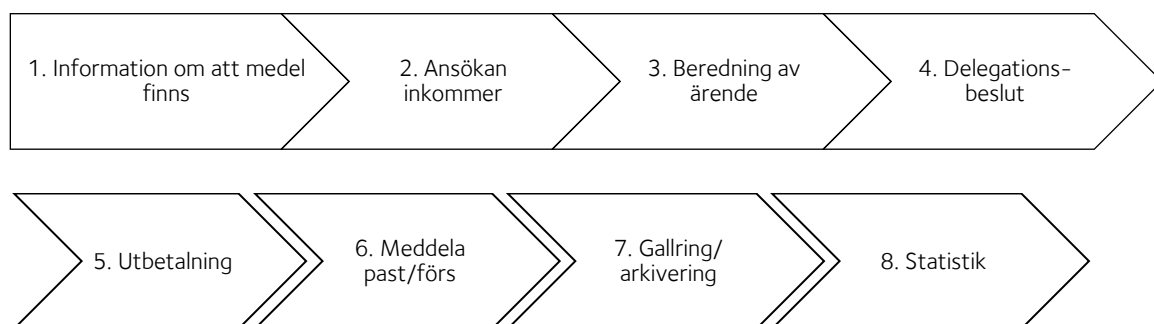 1. Information om att medel
finns
2. Ansökan
inkommer
3. Beredning av
ärende
4. Delegations-
beslut
5. Utbetalning
6. Meddela
past/förs
7. Gallring/
arkivering
8. Statistik